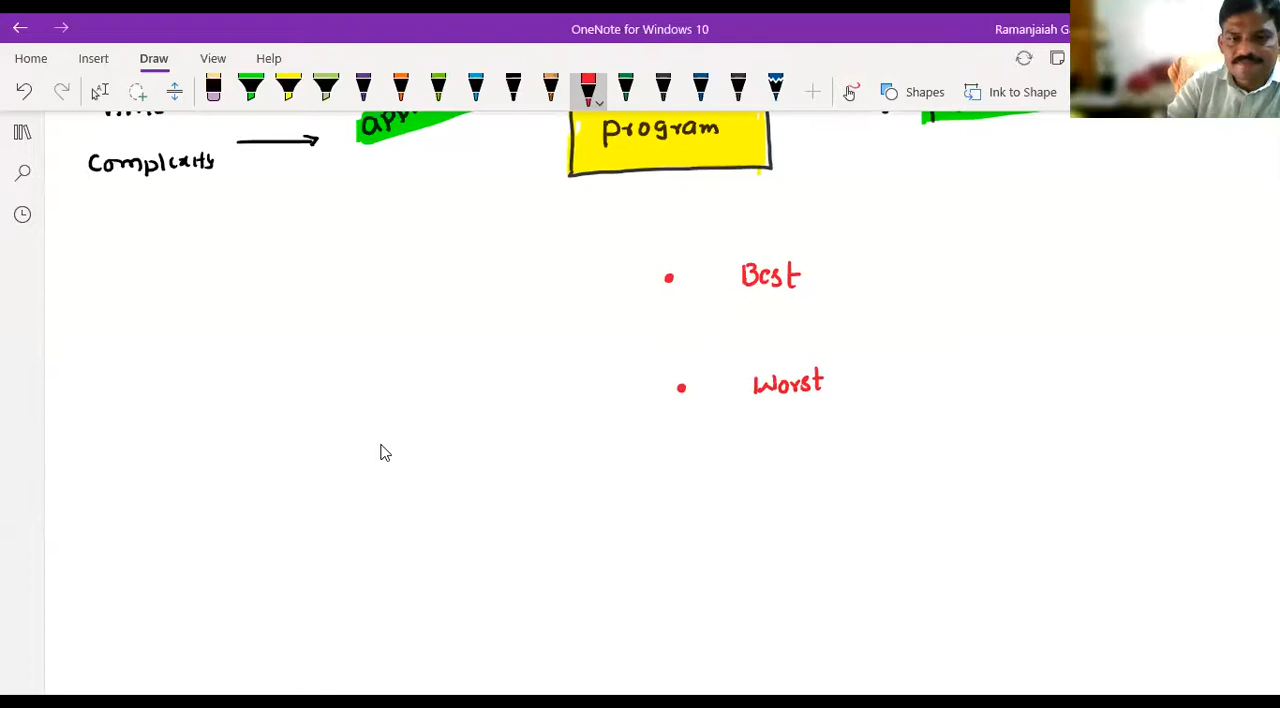 OneNote for Windows 10
Ramanjaiah G
Home Insert Draw View Help
Shapes Ink to Shape
program
Complexity
• Best
• Worst